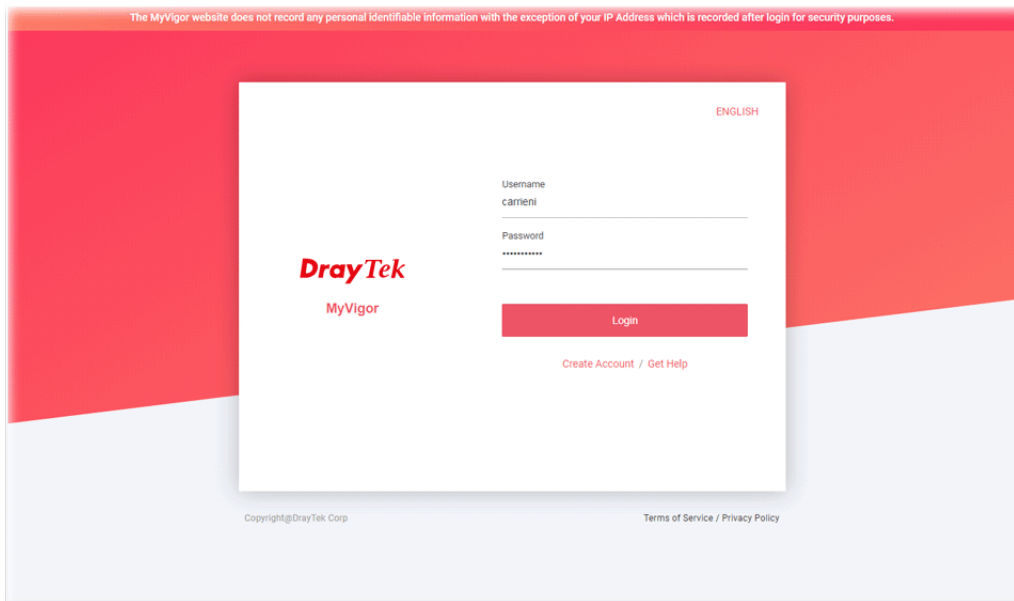 The MyVigor website does not record any personal identifiable information with the exception of your IP Address which is recorded after login for security purposes.
ENGLISH
Username
carrieni
Password
•••••••••••
DrayTek
MyVigor
Login
Create Account / Get Help
Copyright@DrayTek Corp
Terms of Service / Privacy Policy